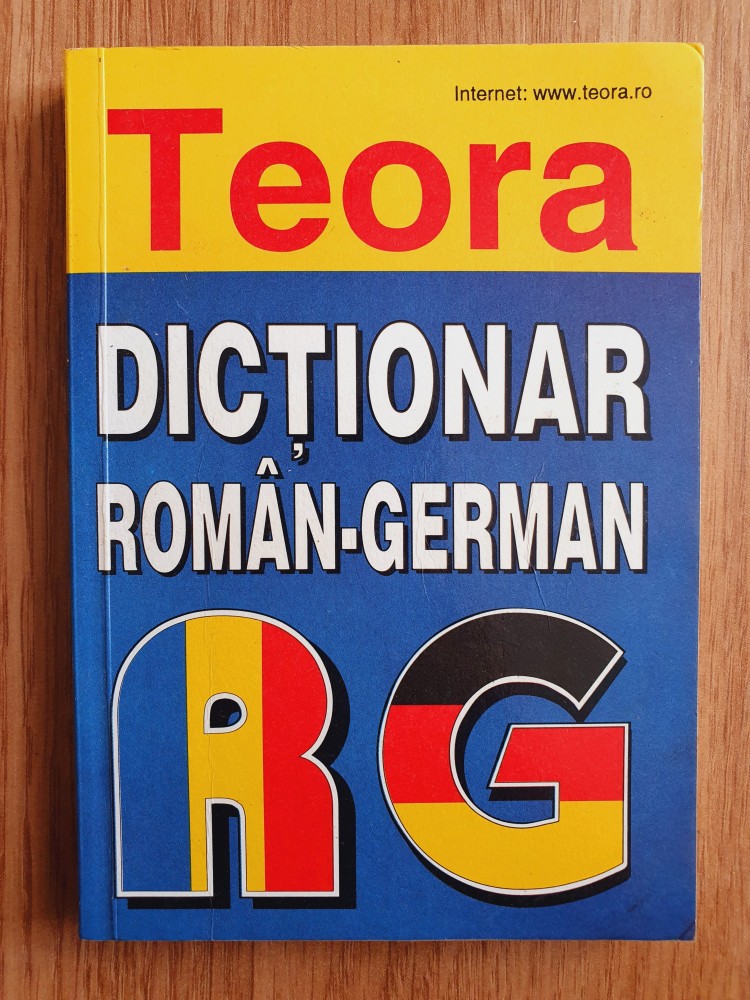 Internet: www.teora.ro
Teora
DICȚIONAR
ROMÂN-GERMAN
RG